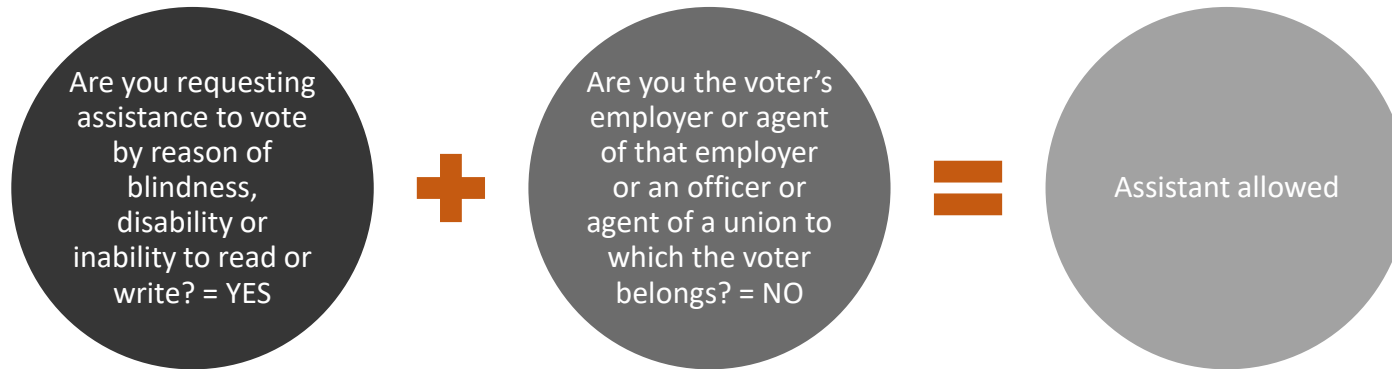 Are you requesting
assistance to vote
by reason of
blindness,
disability or
inability to read or
write? = YES
Are you the voter’s
employer or agent
of that employer
or an officer or
agent of a union to
which the voter
belongs? = NO
Assistant allowed